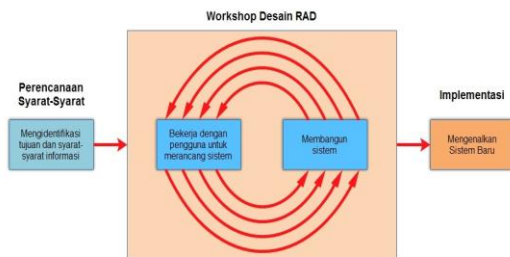 Workshop Desain RAD
Perencanaan
Syarat-Syarat
Mengidentifikasi
tujuan dan syarat-
syarat informasi
Bekerja dengan
pengguna untuk
merancang sistem
Membangun
sistem
Implementasi
Mengenalkan
Sistem Baru